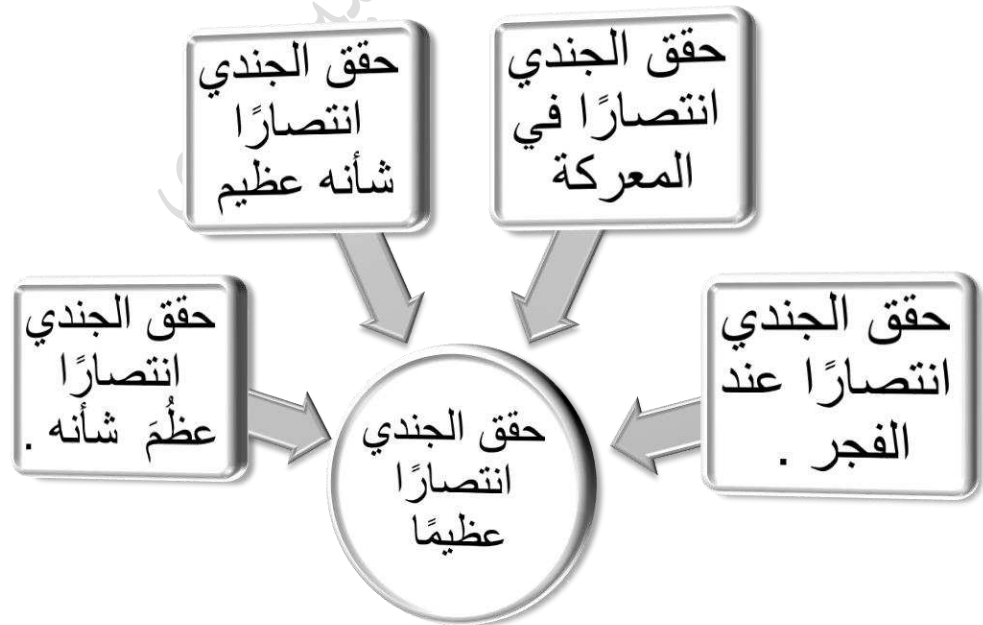 حقق الجندي
انتصارًا في
المعركة
حقق الجندي
انتصارًا
شأنه عظيم
حقق الجندي
انتصارًا عند
الفجر .
حقق الجندي
انتصارًا
عظُمَ شأنه .
حقق الجندي
انتصارًا
عظيمًا